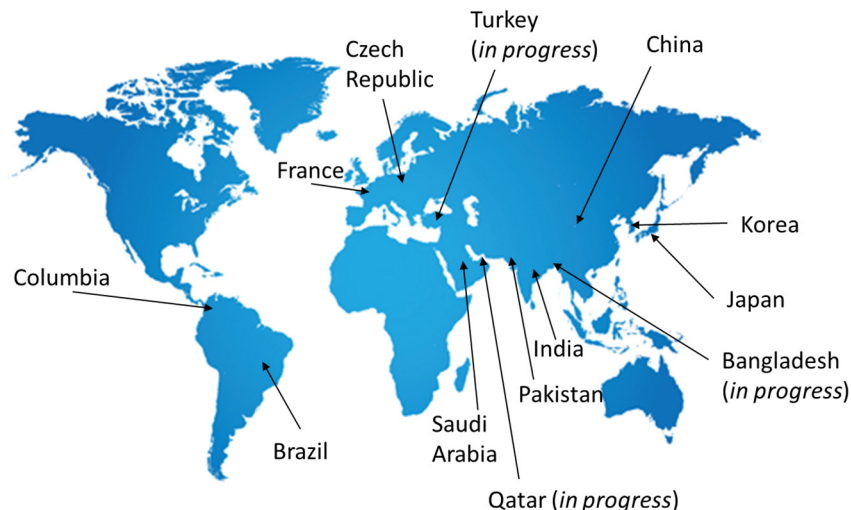 Turkey
(in progress)
China
Czech
Republic
France
Korea
Columbia
Japan
India
Bangladesh
(in progress)
Pakistan
Saudi
Arabia
Brazil
Qatar (in progress)